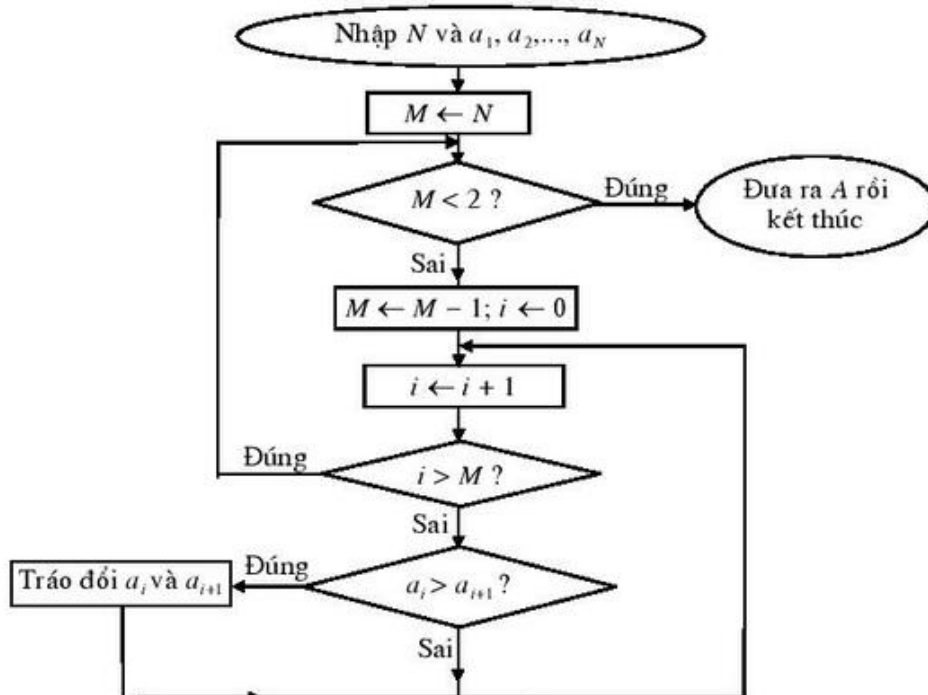 Nhập N và a₁, a₂,..., a_N
M ← N
M < 2 ?
Đúng
Đưa ra A rồi
kết thúc
Sai
M ← M – 1; i ← 0
i ← i + 1
Đúng
i > M ?
Sai
Đúng
Tráo đổi aᵢ và aᵢ₊₁
aᵢ > aᵢ₊₁ ?
Sai